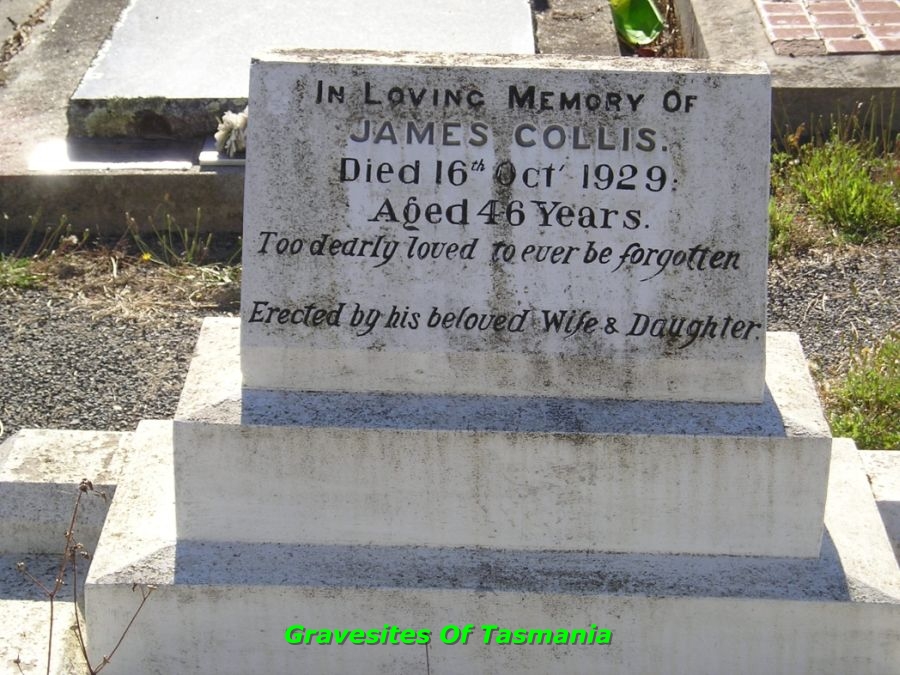 In Loving Memory Of
JAMES COLLIS.
Died 16th Oct' 1929.
Aged 46 Years.
Too dearly loved to ever be forgotten
Erected by his beloved Wife & Daughter.
Gravesites Of Tasmania